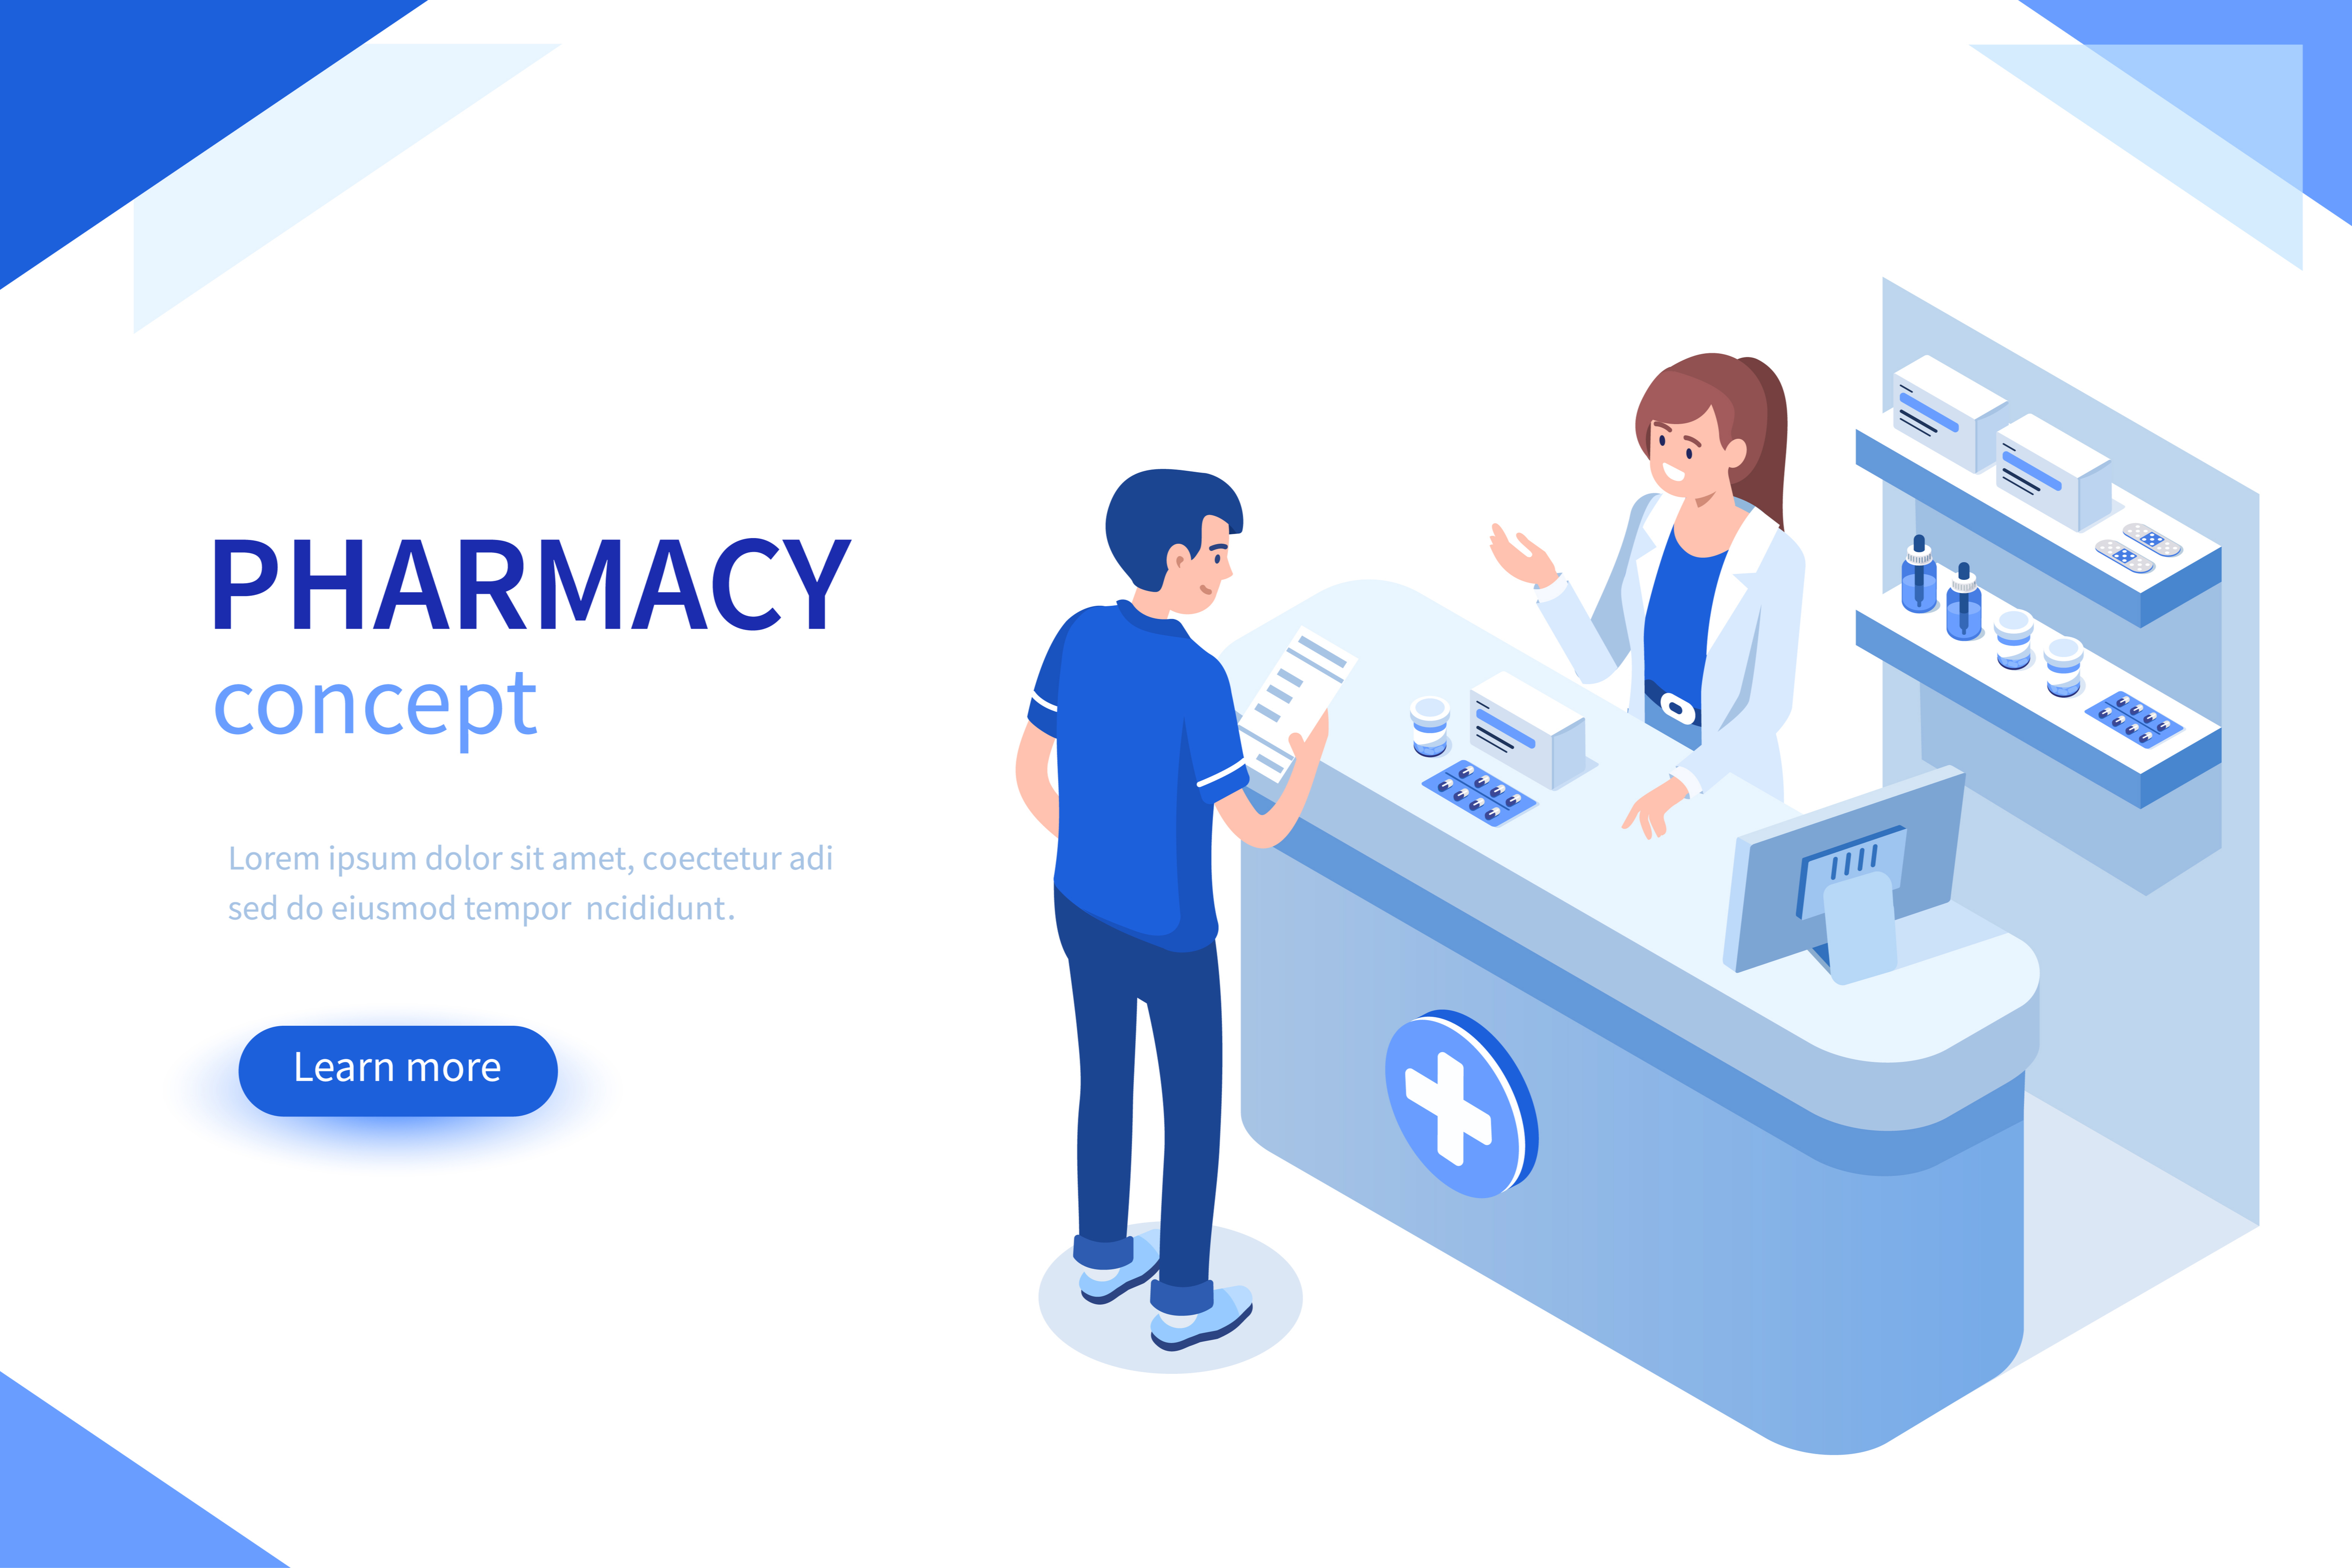 PHARMACY
concept
Lorem ipsum dolor sit amet, coectetur adi
sed do eiusmod tempor ncididunt.
Learn more